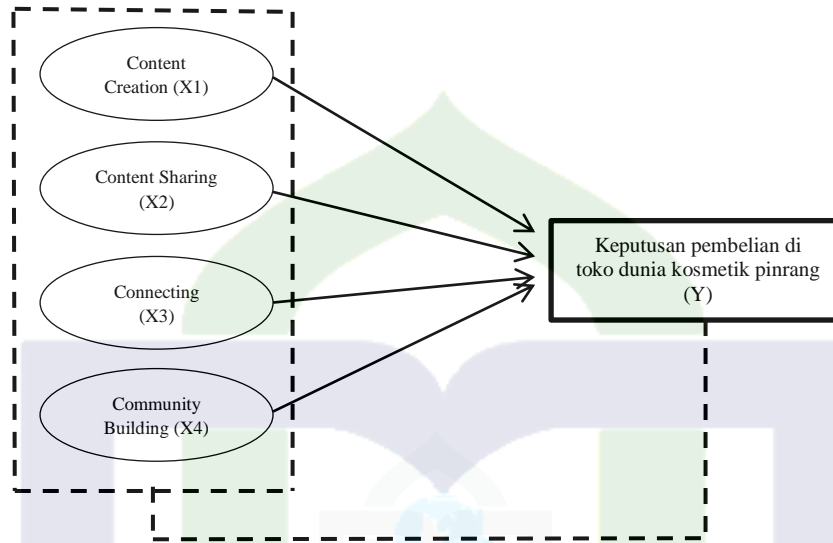 Content
Creation (X1)
Content Sharing
(X2)
Connecting
(X3)
Community
Building (X4)
Keputusan pembelian di
toko dunia kosmetik pinrang
(Y)